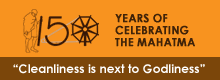 150
YEARS OF
CELEBRATING
THE MAHATMA
“Cleanliness is next to Godliness”